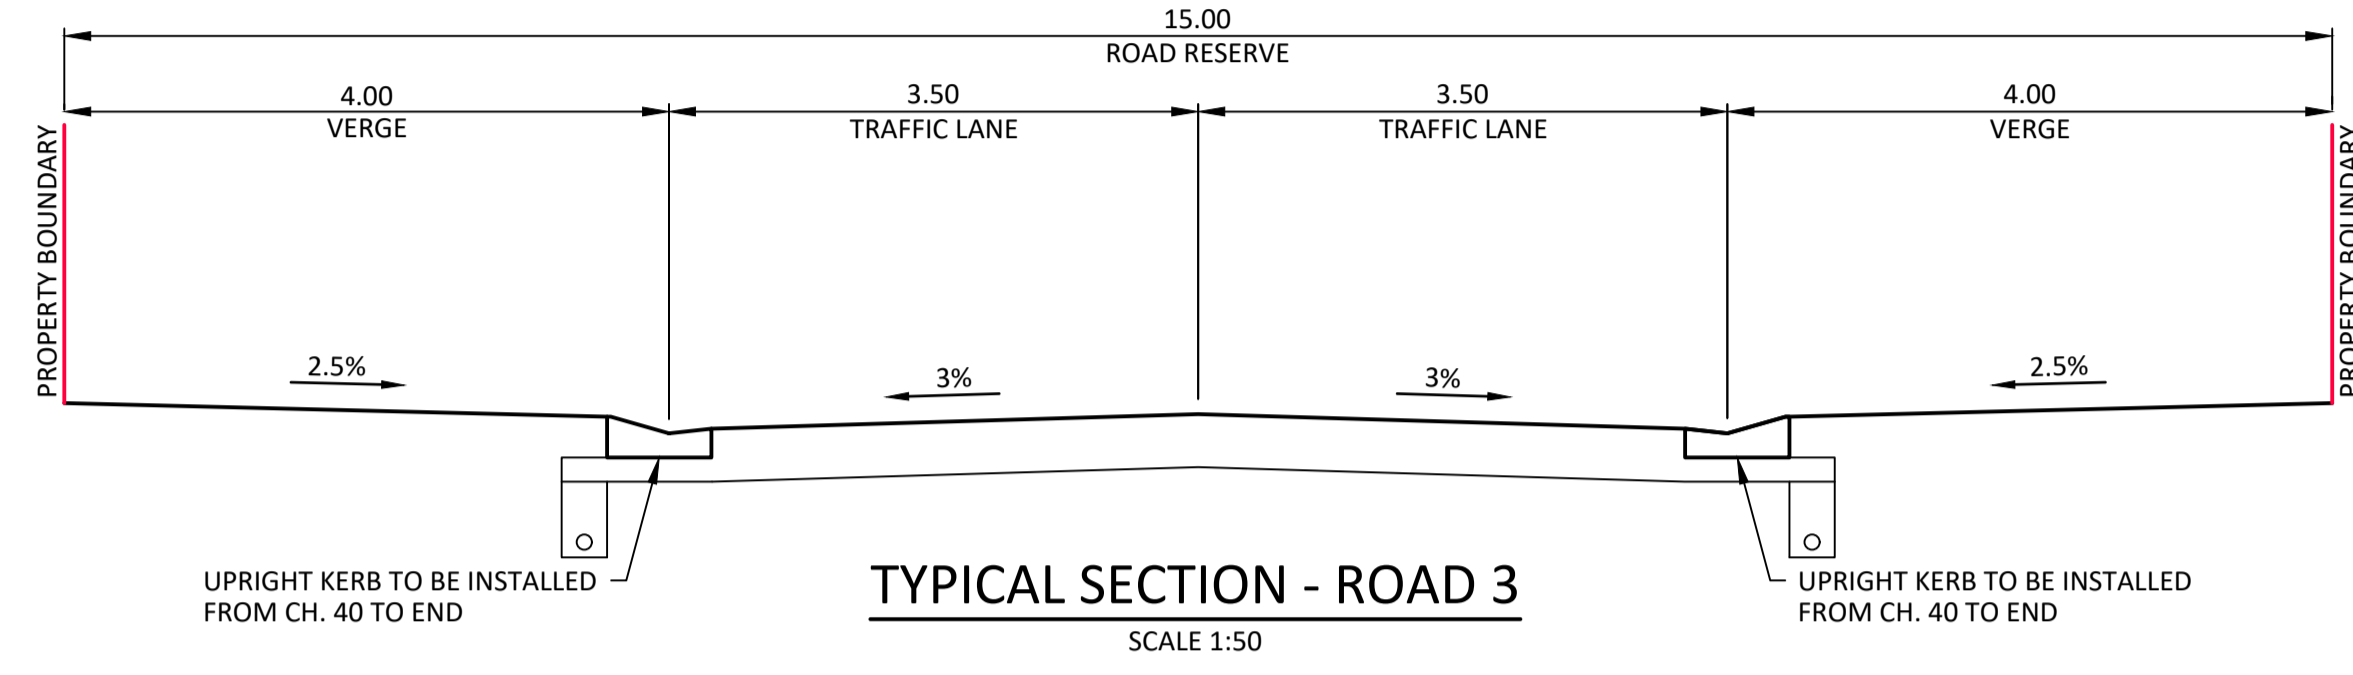 15.00
ROAD RESERVE
4.00
3.50
3.50
4.00
VERGE
TRAFFIC LANE
TRAFFIC LANE
VERGE
PROPERTY BOUNDARY
PROPERTY BOUNDARY
2.5%
3%
3%
2.5%
UPRIGHT KERB TO BE INSTALLED
FROM CH. 40 TO END
TYPICAL SECTION - ROAD 3
SCALE 1:50
UPRIGHT KERB TO BE INSTALLED
FROM CH. 40 TO END